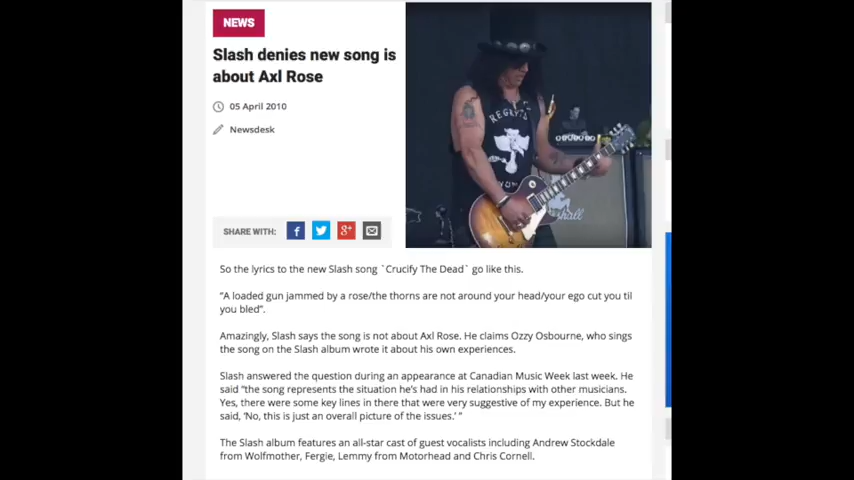 NEWS
Slash denies new song is
about Axl Rose
05 April 2010
Newsdesk
SHARE WITH:
So the lyrics to the new Slash song `Crucify The Dead` go like this.
“A loaded gun jammed by a rose/the thorns are not around your head/your ego cut you til
you bled”.
Amazingly, Slash says the song is not about Axl Rose. He claims Ozzy Osbourne, who sings
the song on the Slash album wrote it about his own experiences.
Slash answered the question during an appearance at Canadian Music Week last week. He
said “the song represents the situation he’s had in his relationships with other musicians.
Yes, there were some key lines in there that were very suggestive of my experience. But he
said, ‘No, this is just an overall picture of the issues.’ ”
The Slash album features an all-star cast of guest vocalists including Andrew Stockdale
from Wolfmother, Fergie, Lemmy from Motorhead and Chris Cornell.